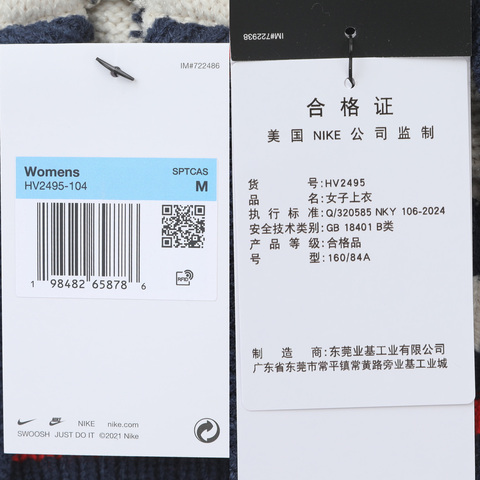 IM#722486
Womens
SPTCAS
HV2495-104
M
1 98482 65878 6
RFID
NIKE nike.com
SWOOSH JUST DO IT ©2021 Nike
IM#722938
合格证
美国 NIKE 公司监制
货号:HV2495
品名:女子上衣
执行标准:Q/320585 NKY 106-2024
安全技术类别:GB 18401 B类
产品等级:合格品
号型:160/84A
制造商:东莞业基工业有限公司
广东省东莞市常平镇常黄路旁业基工业城